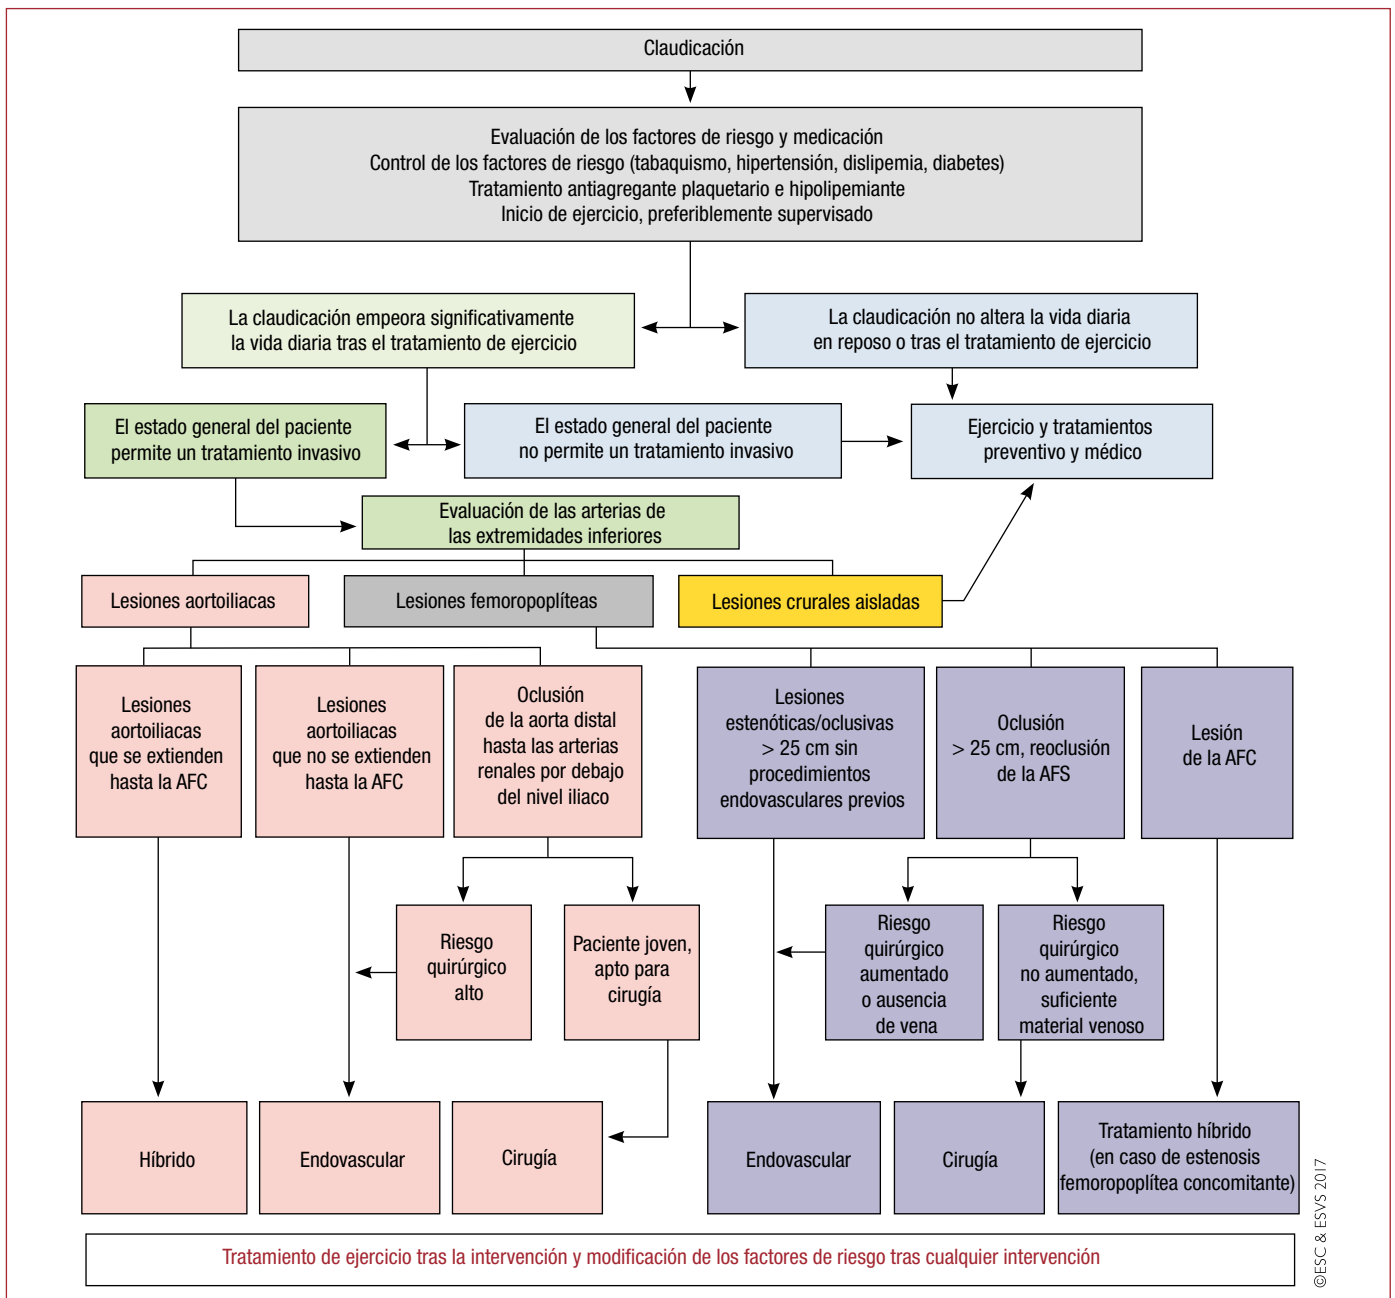 Claudicación
Evaluación de los factores de riesgo y medicación
Control de los factores de riesgo (tabaquismo, hipertensión, dislipemia, diabetes)
Tratamiento antiagregante plaquetario e hipolipemiante
Inicio de ejercicio, preferiblemente supervisado
La claudicación empeora significativamente
la vida diaria tras el tratamiento de ejercicio
La claudicación no altera la vida diaria
en reposo o tras el tratamiento de ejercicio
El estado general del paciente
permite un tratamiento invasivo
El estado general del paciente
no permite un tratamiento invasivo
Ejercicio y tratamientos
preventivo y médico
Evaluación de las arterias de
las extremidades inferiores
Lesiones aortoiliacas
Lesiones femoropoplíteas
Lesiones crurales aisladas
Lesiones
aortoiliacas
que se extienden
hasta la AFC
Lesiones
aortoiliacas
que no se extienden
hasta la AFC
Oclusión
de la aorta distal
hasta las arterias
renales por debajo
del nivel iliaco
Lesiones
estenóticas/oclusivas
> 25 cm sin
procedimientos
endovasculares previos
Oclusión
> 25 cm, reoclusión
de la AFS
Lesión
de la AFC
Riesgo
quirúrgico
alto
Paciente joven,
apto para
cirugía
Riesgo
quirúrgico
aumentado
o ausencia
de vena
Riesgo
quirúrgico
no aumentado,
suficiente
material venoso
Híbrido
Endovascular
Cirugía
Endovascular
Cirugía
Tratamiento híbrido
(en caso de estenosis
femoropoplítea concomitante)
Tratamiento de ejercicio tras la intervención y modificación de los factores de riesgo tras cualquier intervención
©ESC & ESVS 2017